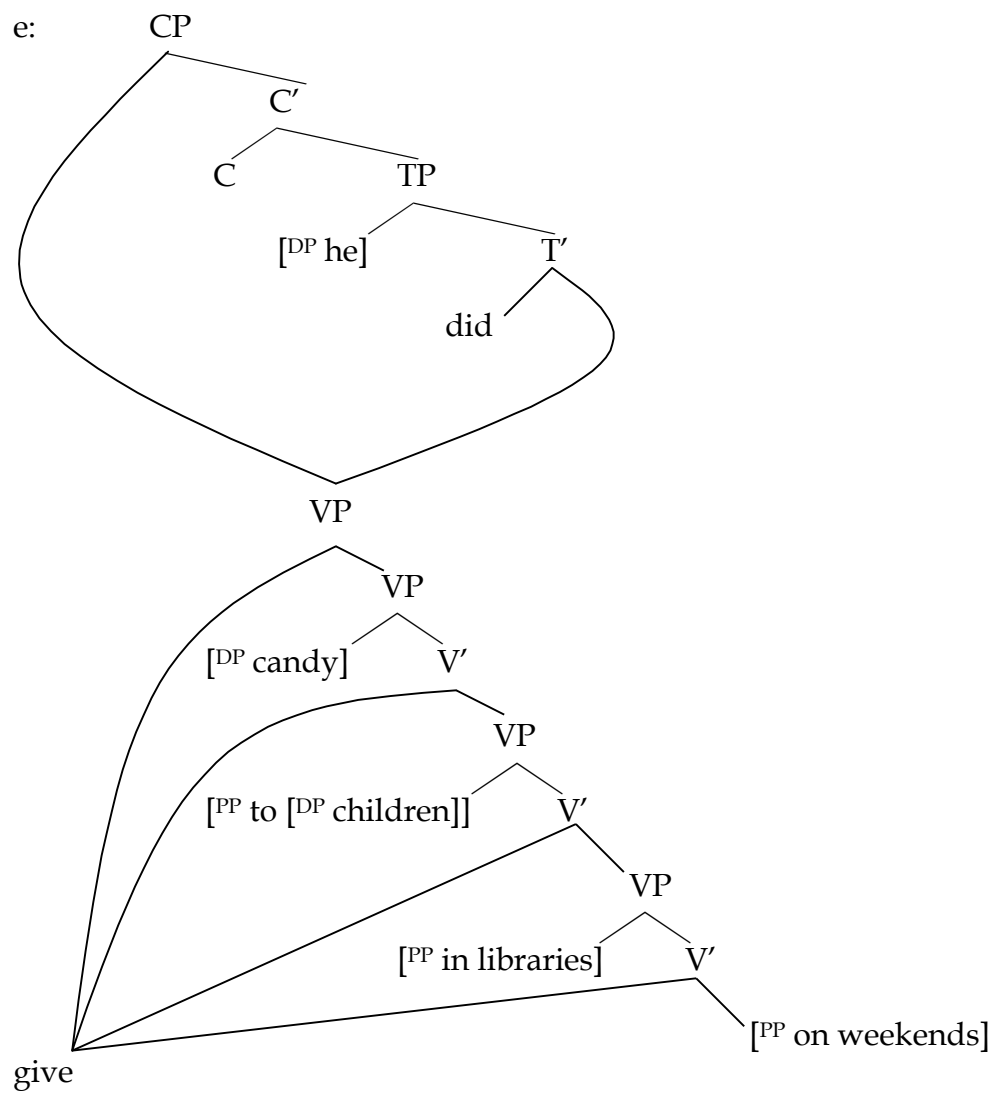 e: CP
C′
C TP
[DP he] T′
did
VP
VP
[DP candy] V′
VP
[PP to [DP children]] V′
VP
[PP in libraries] V′
[PP on weekends]
give